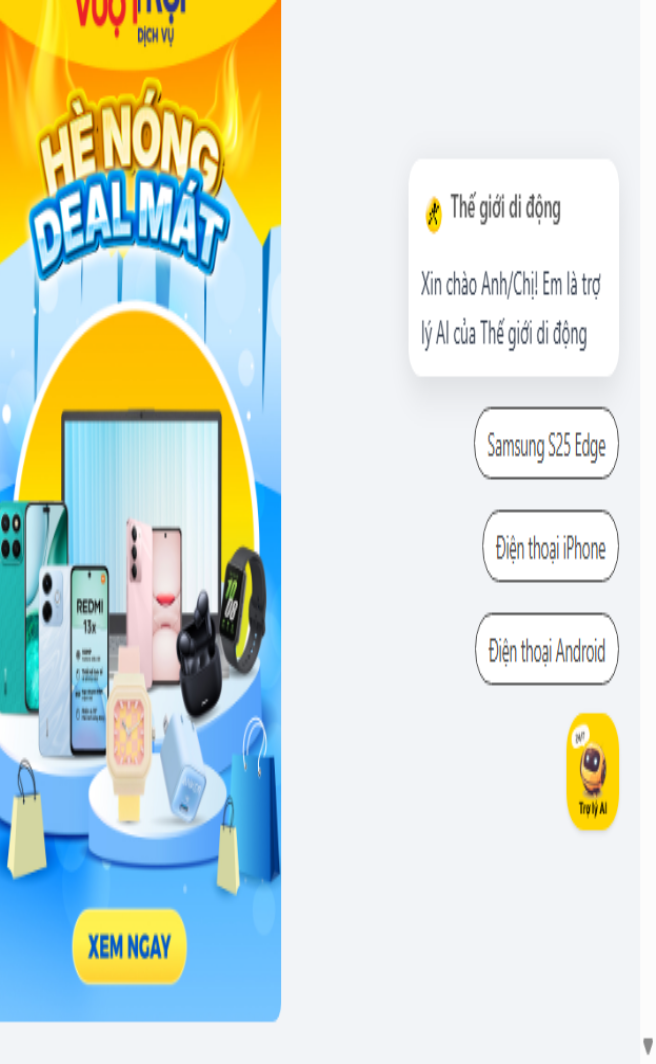 VƯỢT TRỘI
DỊCH VỤ
HÈ NÓNG
DEAL MÁT
REDMI
13x
XEM NGAY
Thế giới di động
Xin chào Anh/Chị! Em là trợ
lý AI của Thế giới di động
Samsung S25 Edge
Điện thoại iPhone
Điện thoại Android
24/7
Trợ lý AI